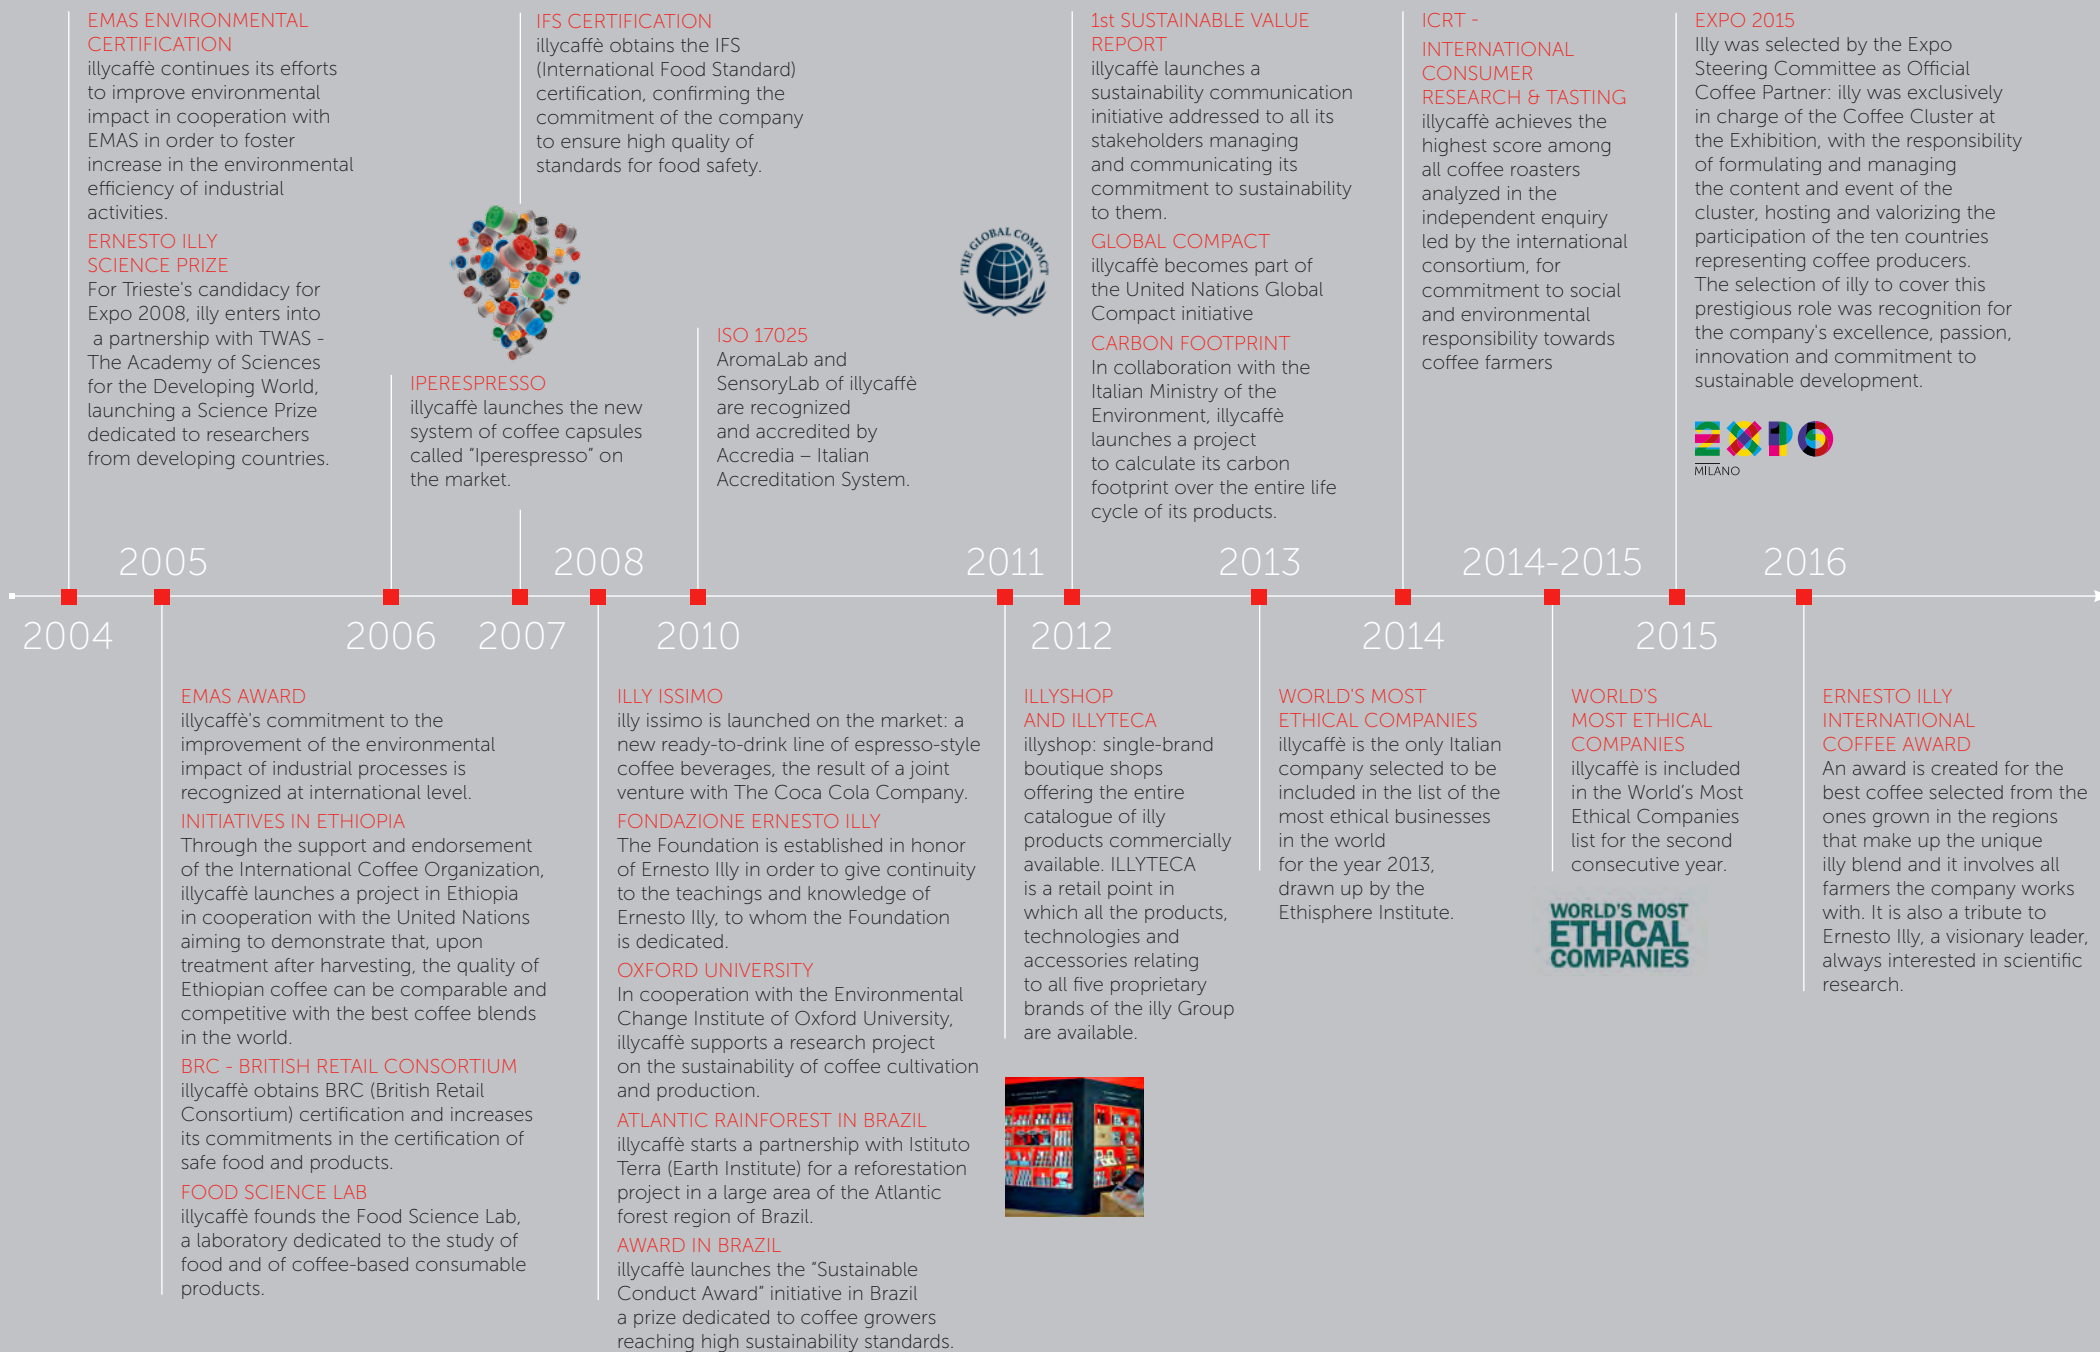 EMAS ENVIRONMENTAL
CERTIFICATION
illycaffè continues its efforts
to improve environmental
impact in cooperation with
EMAS in order to foster
increase in the environmental
efficiency of industrial
activities.
ERNESTO ILLY
SCIENCE PRIZE
For Trieste's candidacy for
Expo 2008, illy enters into
a partnership with TWAS -
The Academy of Sciences
for the Developing World,
launching a Science Prize
dedicated to researchers
from developing countries.
IPERESPRESSO
illycaffè launches the new
system of coffee capsules
called “Iperespresso” on
the market.
IFS CERTIFICATION
illycaffè obtains the IFS
(International Food Standard)
certification, confirming the
commitment of the company
to ensure high quality of
standards for food safety.
ISO 17025
AromaLab and
SensoryLab of illycaffè
are recognized
and accredited by
Accredia – Italian
Accreditation System.
THE GLOBAL COMPACT
1st SUSTAINABLE VALUE
REPORT
illycaffè launches a
sustainability communication
initiative addressed to all its
stakeholders managing
and communicating its
commitment to sustainability
to them.
GLOBAL COMPACT
illycaffè becomes part of
the United Nations Global
Compact initiative
CARBON FOOTPRINT
In collaboration with the
Italian Ministry of the
Environment, illycaffè
launches a project
to calculate its carbon
footprint over the entire life
cycle of its products.
ICRT -
INTERNATIONAL
CONSUMER
RESEARCH & TASTING
illycaffè achieves the
highest score among
all coffee roasters
analyzed in the
independent enquiry
led by the international
consortium, for
commitment to social
and environmental
responsibility towards
coffee farmers
EXPO 2015
Illy was selected by the Expo
Steering Committee as Official
Coffee Partner: illy was exclusively
in charge of the Coffee Cluster at
the Exhibition, with the responsibility
of formulating and managing
the content and event of the
cluster, hosting and valorizing the
participation of the ten countries
representing coffee producers.
The selection of illy to cover this
prestigious role was recognition for
the company's excellence, passion,
innovation and commitment to
sustainable development.
EXPO
MILANO
2005 2008 2011 2013 2014-2015 2016
2004 2006 2007 2010 2012 2014 2015
EMAS AWARD
illycaffè's commitment to the
improvement of the environmental
impact of industrial processes is
recognized at international level.
INITIATIVES IN ETHIOPIA
Through the support and endorsement
of the International Coffee Organization,
illycaffè launches a project in Ethiopia
in cooperation with the United Nations
aiming to demonstrate that, upon
treatment after harvesting, the quality of
Ethiopian coffee can be comparable and
competitive with the best coffee blends
in the world.
BRC - BRITISH RETAIL CONSORTIUM
illycaffè obtains BRC (British Retail
Consortium) certification and increases
its commitments in the certification of
safe food and products.
FOOD SCIENCE LAB
illycaffè founds the Food Science Lab,
a laboratory dedicated to the study of
food and of coffee-based consumable
products.
ILLY ISSIMO
illy issimo is launched on the market: a
new ready-to-drink line of espresso-style
coffee beverages, the result of a joint
venture with The Coca Cola Company.
FONDAZIONE ERNESTO ILLY
The Foundation is established in honor
of Ernesto Illy in order to give continuity
to the teachings and knowledge of
Ernesto Illy, to whom the Foundation
is dedicated.
OXFORD UNIVERSITY
In cooperation with the Environmental
Change Institute of Oxford University,
illycaffè supports a research project
on the sustainability of coffee cultivation
and production.
ATLANTIC RAINFOREST IN BRAZIL
illycaffè starts a partnership with Istituto
Terra (Earth Institute) for a reforestation
project in a large area of the Atlantic
forest region of Brazil.
AWARD IN BRAZIL
illycaffè launches the “Sustainable
Conduct Award” initiative in Brazil
a prize dedicated to coffee growers
reaching high sustainability standards.
ILLYSHOP
AND ILLYTECA
illyshop: single-brand
boutique shops
offering the entire
catalogue of illy
products commercially
available. ILLYTECA
is a retail point in
which all the products,
technologies and
accessories relating
to all five proprietary
brands of the illy Group
are available.
WORLD'S MOST
ETHICAL COMPANIES
illycaffè is the only Italian
company selected to be
included in the list of the
most ethical businesses
in the world
for the year 2013,
drawn up by the
Ethisphere Institute.
WORLD'S
MOST ETHICAL
COMPANIES
illycaffè is included
in the World's Most
Ethical Companies
list for the second
consecutive year.
WORLD'S MOST
ETHICAL
COMPANIES
ERNESTO ILLY
INTERNATIONAL
COFFEE AWARD
An award is created for the
best coffee selected from the
ones grown in the regions
that make up the unique
illy blend and it involves all
farmers the company works
with. It is also a tribute to
Ernesto Illy, a visionary leader,
always interested in scientific
research.